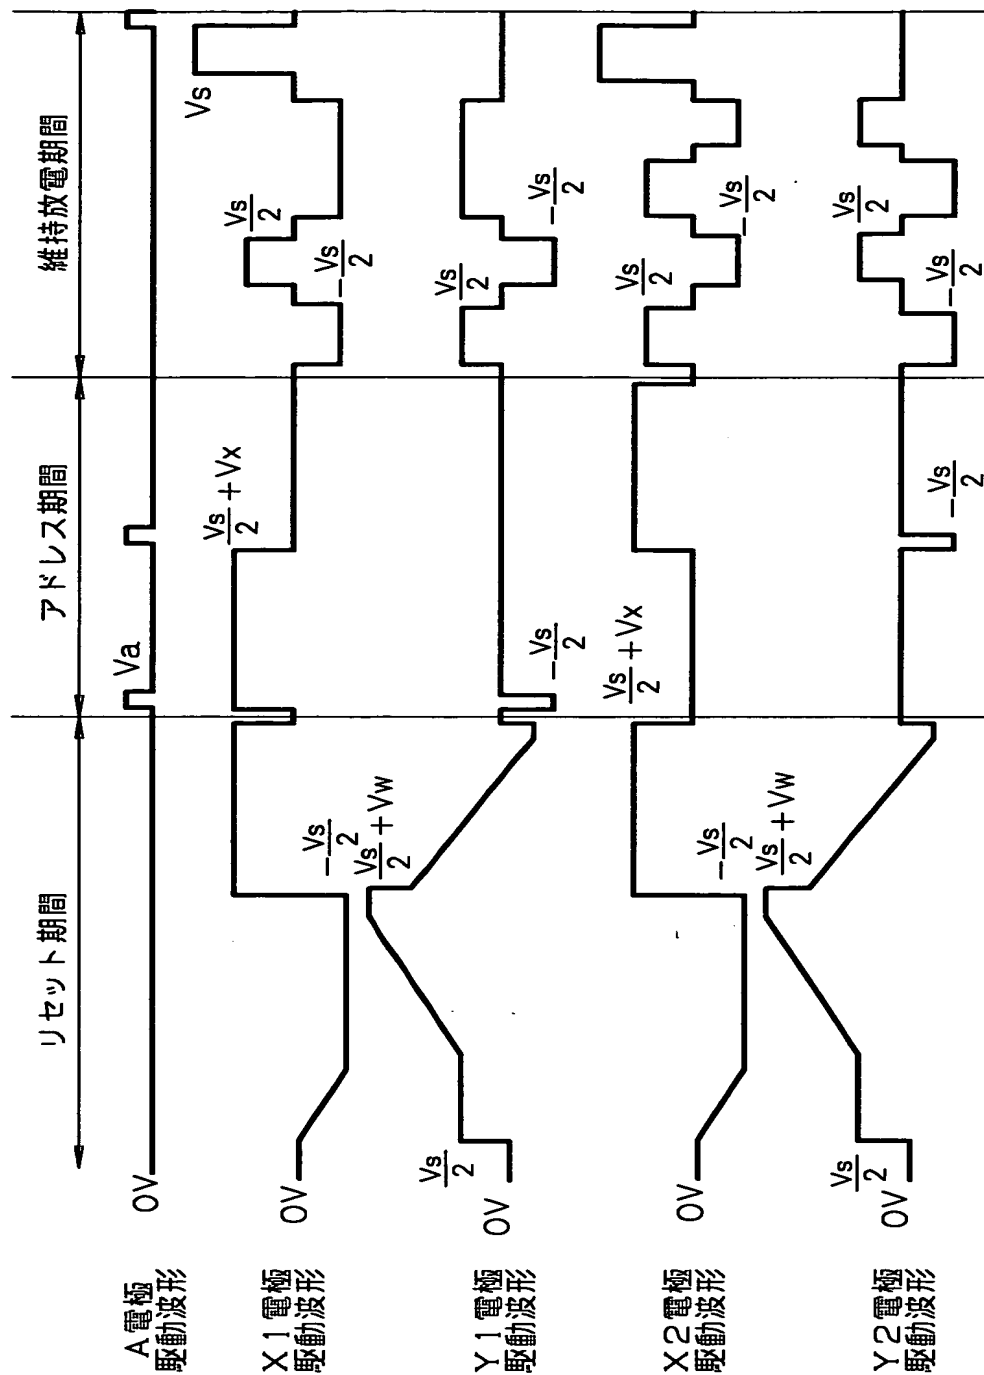 リセット期間
アドレス期間
維持放電期間
A電極
駆動波形
0V
Va
X1電極
駆動波形
0V
-Vs/2
Vs/2+Vx
-Vs/2
Vs/2
Vs
Y1電極
駆動波形
0V
Vs/2
Vs/2+Vw
-Vs/2
Vs/2
-Vs/2
X2電極
駆動波形
0V
-Vs/2
Vs/2+Vx
Vs/2
-Vs/2
Y2電極
駆動波形
0V
Vs/2
Vs/2+Vw
-Vs/2
-Vs/2
Vs/2